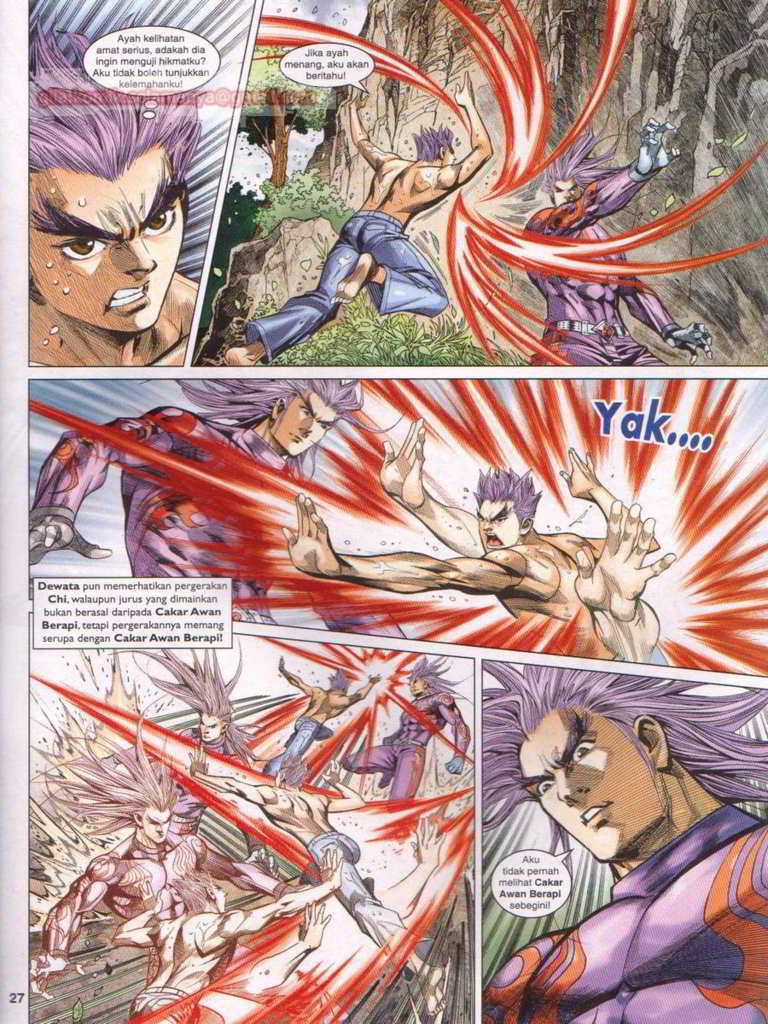 Ayah kelihatan
amat serius, adakah dia
ingin menguji hikmatku?
Aku tidak boleh tunjukkan
kelemahanku!
Jika ayah
menang, aku akan
beritahu!
Yak....
Dewata pun memerhatikan pergerakan
Chi, walaupun jurus yang dimainkan
bukan berasal daripada Cakar Awan
Berapi, tetapi pergerakannya memang
serupa dengan Cakar Awan Berapi!
Aku
tidak pernah
melihat Cakar
Awan Berapi
sebegini!
27